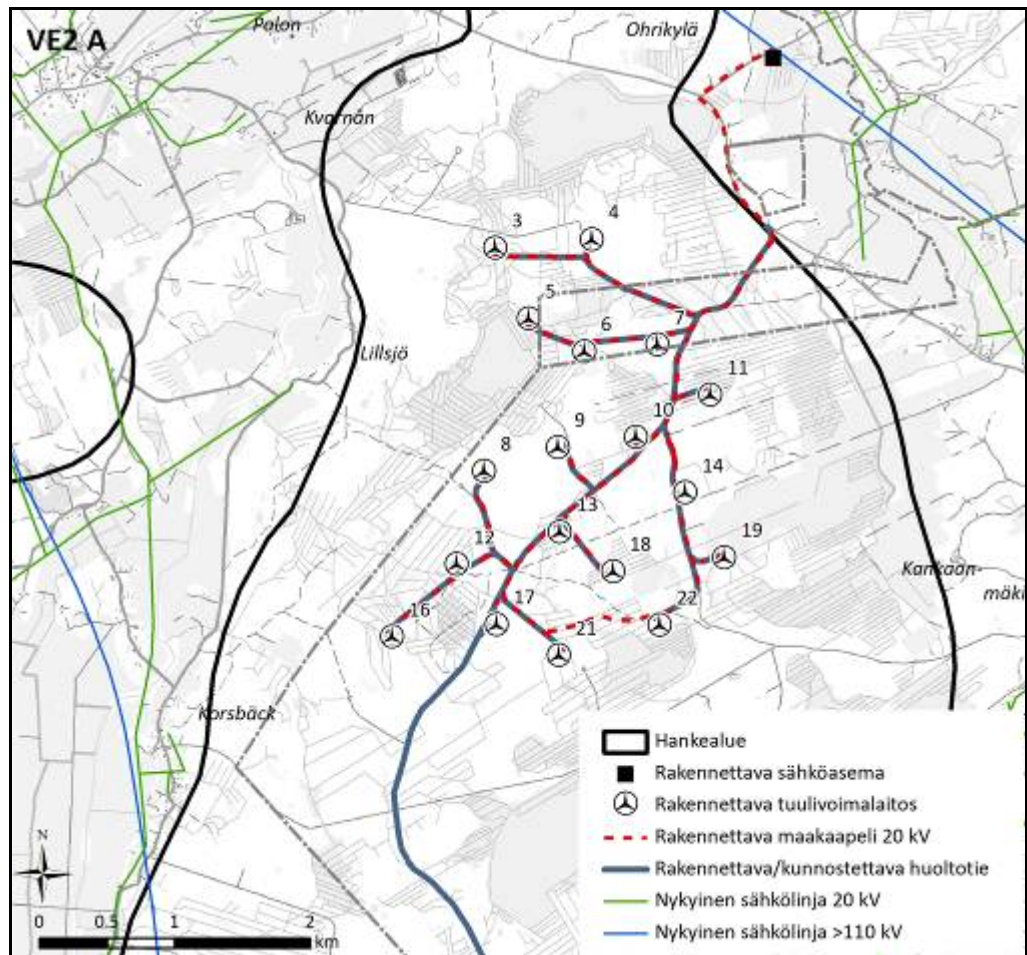 VE2 A
Palon
Ohrikylä
Kvarnån
3
4
5
6
7
Lillsjö
11
10
9
8
14
13
12
18
19
17
16
22
21
Kankaan-
mäki
Korsbäck
Hankealue
Rakennettava sähköasema
Rakennettava tuulivoimalaitos
Rakennettava maakaapeli 20 kV
Rakennettava/kunnostettava huoltotie
Nykyinen sähkölinja 20 kV
Nykyinen sähkölinja >110 kV
N
0 0.5 1 2
km